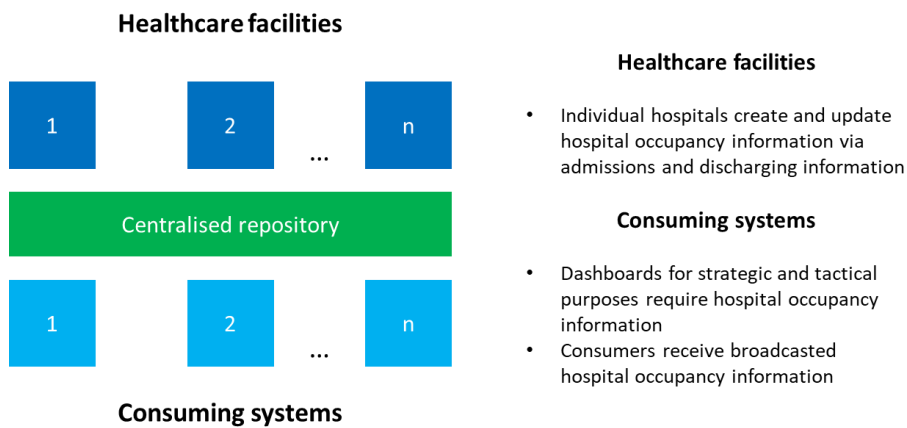 Healthcare facilities
1
2
...
n
Centralised repository
1
2
...
n
Consuming systems
Healthcare facilities
• Individual hospitals create and update
hospital occupancy information via
admissions and discharging information
Consuming systems
• Dashboards for strategic and tactical
purposes require hospital occupancy
information
• Consumers receive broadcasted
hospital occupancy information